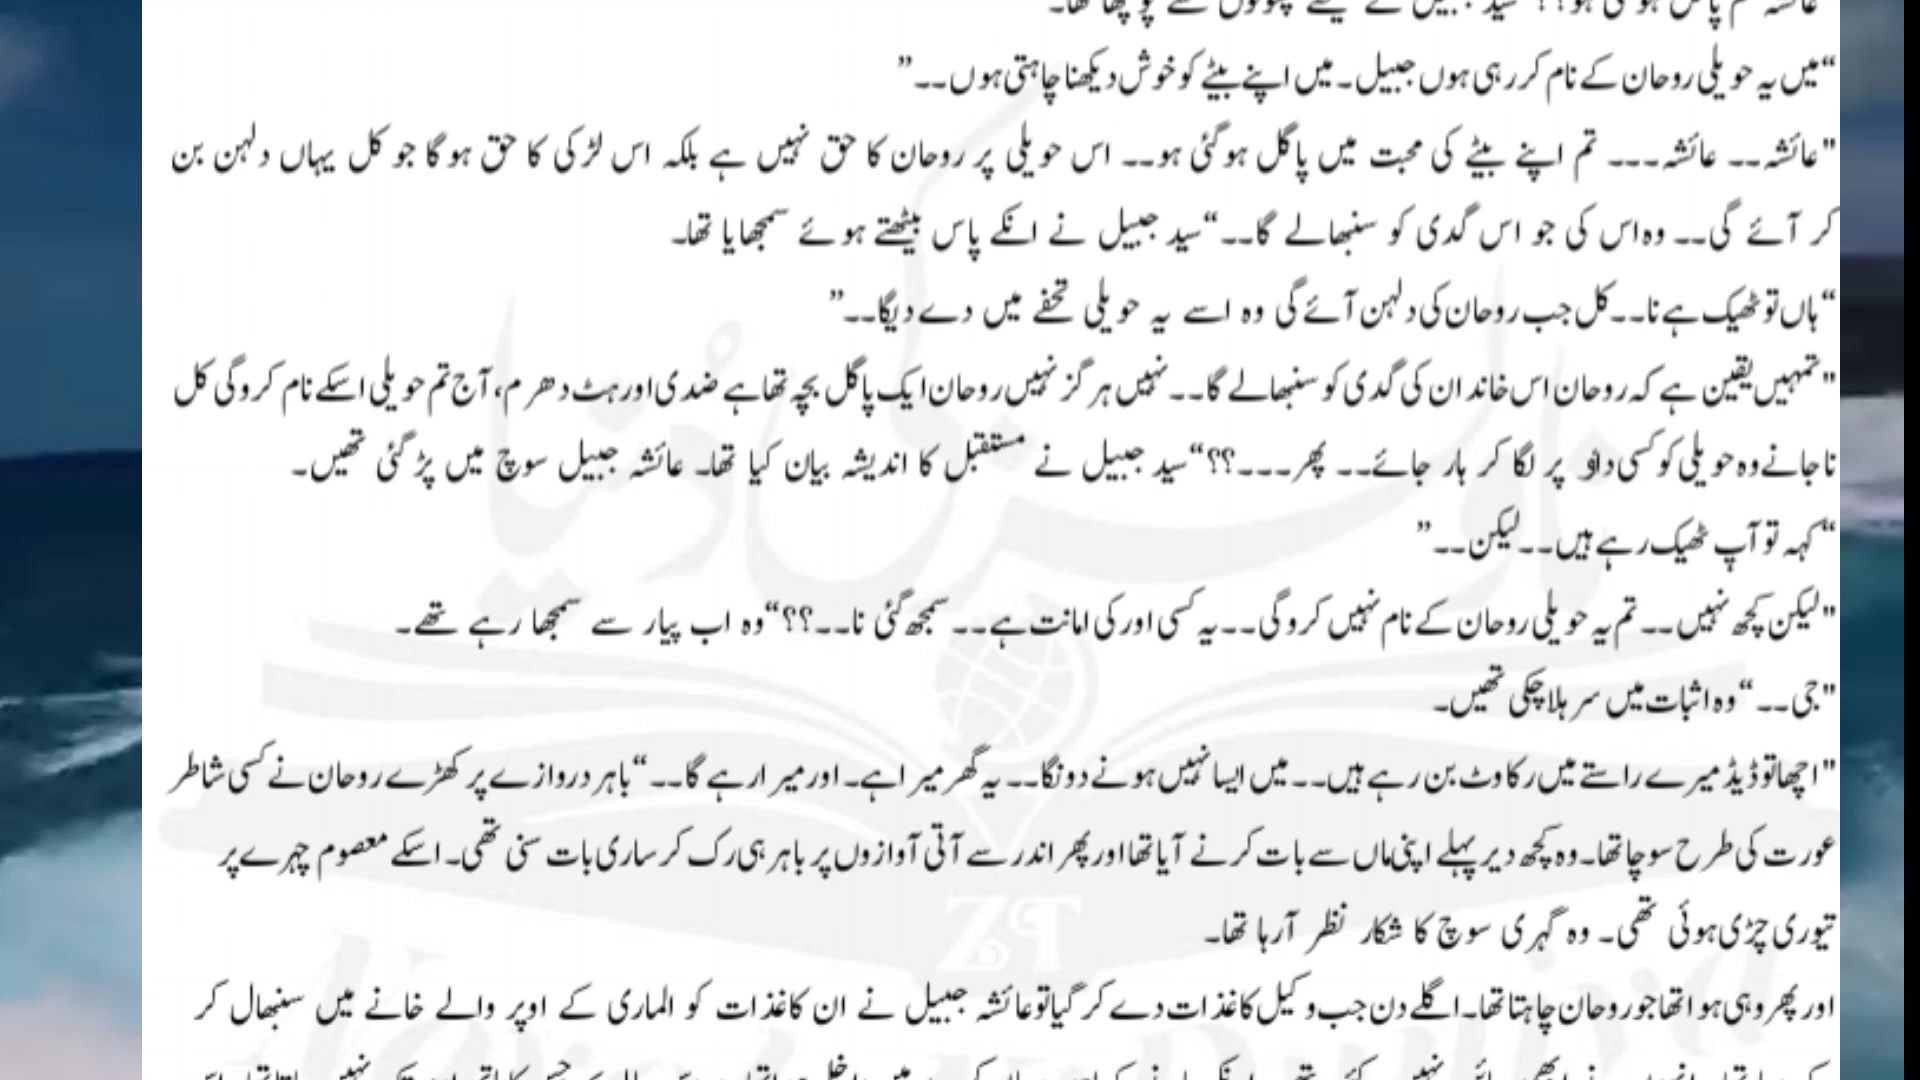 عائشہ تم پاگل ہو گئی ہو؟؟ سید جبیل نے
“میں یہ حویلی روحان کے نام کر رہی ہوں جبیل۔ میں اپنے بیٹے کو خوش دیکھنا چاہتی ہوں۔۔”
"عائشہ۔۔ عائشہ۔۔۔ تم اپنے بیٹے کی محبت میں پاگل ہو گئی ہو۔۔ اس حویلی پر روحان کا حق نہیں ہے بلکہ اس لڑکی کا حق ہو گا جو کل یہاں دلہن بن
کر آئے گی۔۔ وہ اس کی جو اس گدی کو سنبھالے گا۔۔“ سید جبیل نے انکے پاس بیٹھتے ہوئے سمجھایا تھا۔
“ہاں تو ٹھیک ہے نا۔۔ کل جب روحان کی دلہن آئے گی وہ اسے یہ حویلی تحفے میں دے دیگا۔۔”
"تمہیں یقین ہے کہ روحان اس خاندان کی گدی کو سنبھالے گا۔۔ نہیں ہرگز نہیں روحان ایک پاگل بچہ تھا ہے ضدی اور ہٹ دھرم، آج تم حویلی اسکے نام کرو گی کل
ناجانے وہ حویلی کو کسی داؤ پر لگا کر ہار جائے۔۔ پھر۔۔۔؟؟“ سید جبیل نے مستقبل کا اندیشہ بیان کیا تھا۔ عائشہ جبیل سوچ میں پڑ گئی تھیں۔
“کہہ تو آپ ٹھیک رہے ہیں۔۔ لیکن۔۔”
"لیکن کچھ نہیں۔۔ تم یہ حویلی روحان کے نام نہیں کرو گی۔۔ یہ کسی اور کی امانت ہے۔۔ سمجھ گئی نا۔۔؟؟“ وہ اب پیار سے سمجھا رہے تھے۔
"جی۔۔“ وہ اثبات میں سر ہلا چکی تھیں۔
"اچھا تو ڈیڈ میرے راستے میں رکاوٹ بن رہے ہیں۔۔ میں ایسا نہیں ہونے دونگا۔۔ یہ گھر میرا ہے۔ اور میرا رہے گا۔۔“ باہر دروازے پر کھڑے روحان نے کسی شاطر
عورت کی طرح سوچا تھا۔ وہ کچھ دیر پہلے اپنی ماں سے بات کرنے آیا تھا اور پھر اندر سے آتی آوازوں پر باہر ہی رک کر ساری بات سنی تھی۔ اسکے معصوم چہرے پر
تیوری چڑی ہوئی تھی۔ وہ گہری سوچ کا شکار نظر آرہا تھا۔
اور پھر وہی ہوا تھا جو روحان چاہتا تھا۔ اگلے دن جب وکیل کاغذات دے کر گیا تو عائشہ جبیل نے ان کاغذات کو الماری کے اوپر والے خانے میں سنبھال کر